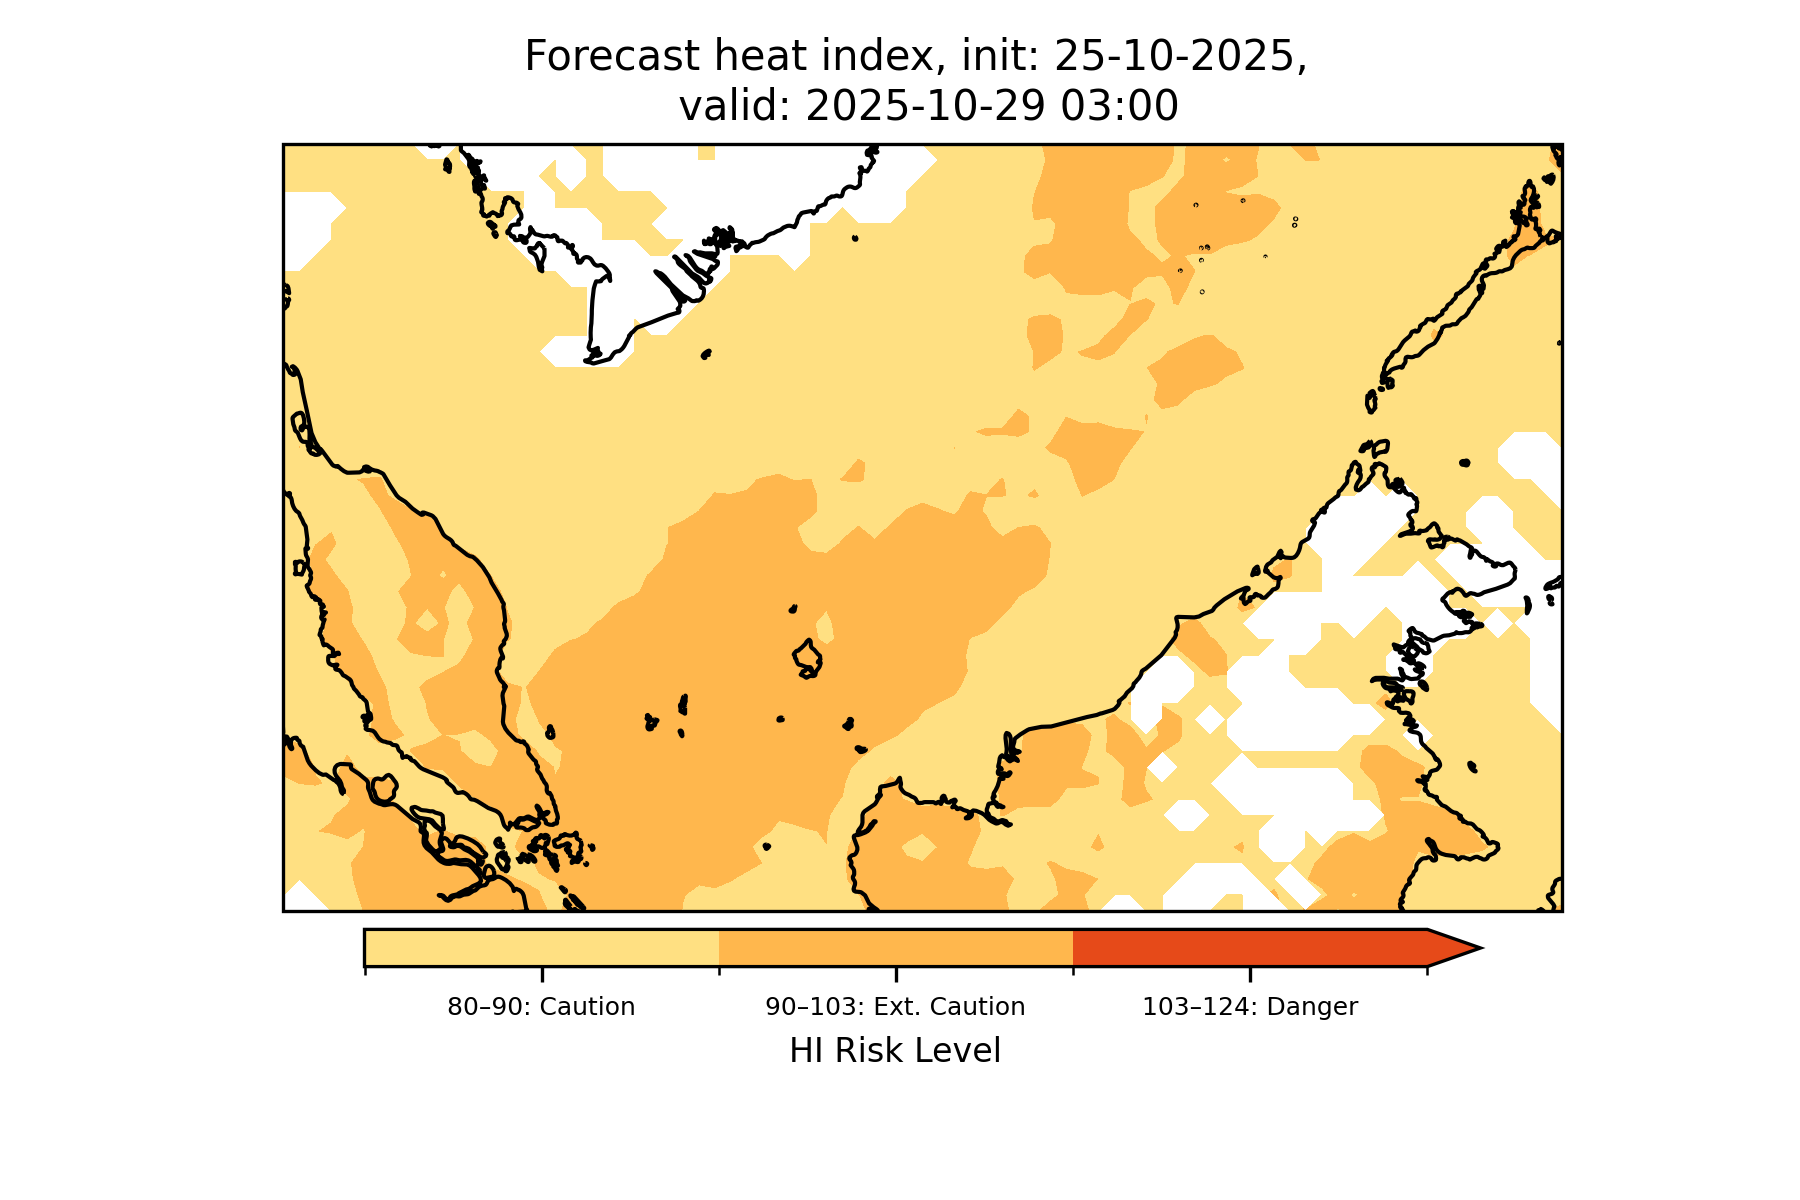 Forecast heat index, init: 25-10-2025,
valid: 2025-10-29 03:00
80–90: Caution
90–103: Ext. Caution
103–124: Danger
HI Risk Level